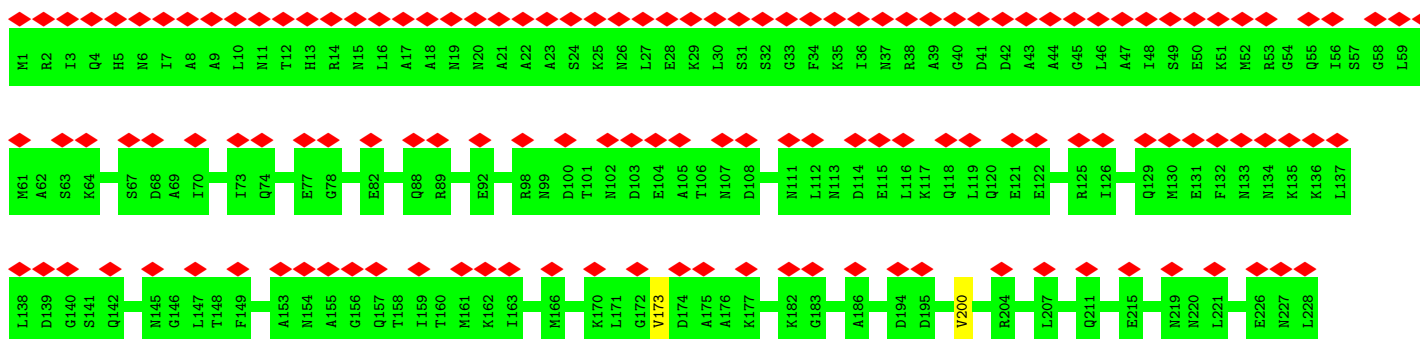 M1 R2 I3 Q4 H5 N6 I7 A8 A9 L10 N11 T12 H13 R14 N15 L16 A17 A18 N19 N20 A21 A22 A23 S24 K25 N26 L27 E28 K29 L30 S31 S32 G33 F34 K35 I36 N37 R38 A39 G40 D41 D42 A43 A44 G45 L46 A47 I48 S49 E50 K51 M52 R53 G54 Q55 I56 S57 G58 L59
M61 A62 S63 K64 S67 D68 A69 I70 I73 Q74 E77 G78 E82 Q88 R89 E92 R98 N99 D100 T101 N102 D103 E104 A105 T106 N107 D108 N111 L112 N113 D114 E115 L116 K117 Q118 L119 Q120 E121 E122 R125 I126 Q129 M130 E131 F132 N133 N134 K135 K136 L137
L138 D139 G140 S141 Q142 N145 G146 L147 T148 F149 A153 N154 A155 G156 Q157 T158 I159 T160 M161 K162 I163 M166 K170 L171 G172 V173 D174 A175 A176 K177 K182 G183 A186 D194 D195 V200 R204 L207 Q211 E215 N219 N220 L221 E226 N227 L228